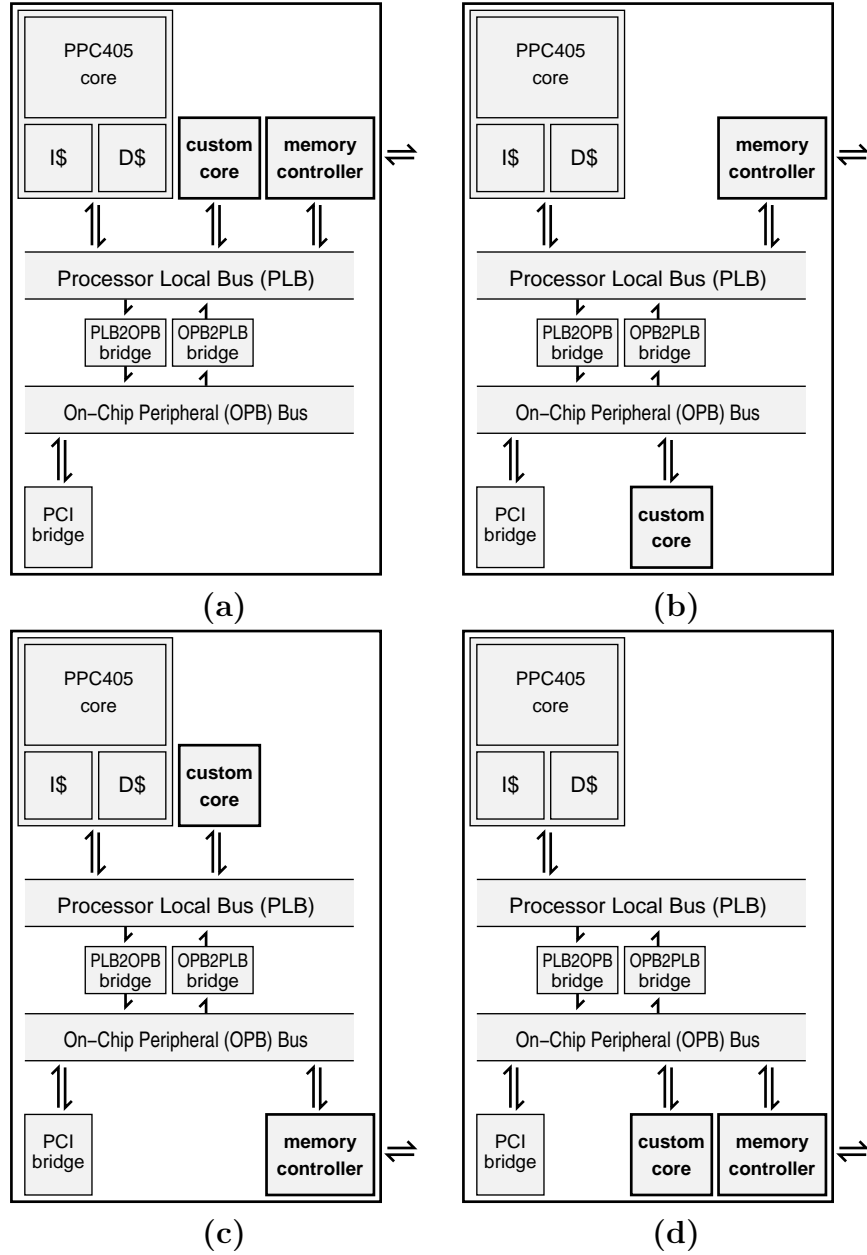 PPC405
core
I$
D$
custom
core
memory
controller
Processor Local Bus (PLB)
PLB2OPB
bridge
OPB2PLB
bridge
On-Chip Peripheral (OPB) Bus
PCI
bridge
(a)
PPC405
core
I$
D$
memory
controller
Processor Local Bus (PLB)
PLB2OPB
bridge
OPB2PLB
bridge
On-Chip Peripheral (OPB) Bus
PCI
bridge
custom
core
(b)
PPC405
core
I$
D$
custom
core
Processor Local Bus (PLB)
PLB2OPB
bridge
OPB2PLB
bridge
On-Chip Peripheral (OPB) Bus
PCI
bridge
memory
controller
(c)
PPC405
core
I$
D$
Processor Local Bus (PLB)
PLB2OPB
bridge
OPB2PLB
bridge
On-Chip Peripheral (OPB) Bus
PCI
bridge
custom
core
memory
controller
(d)